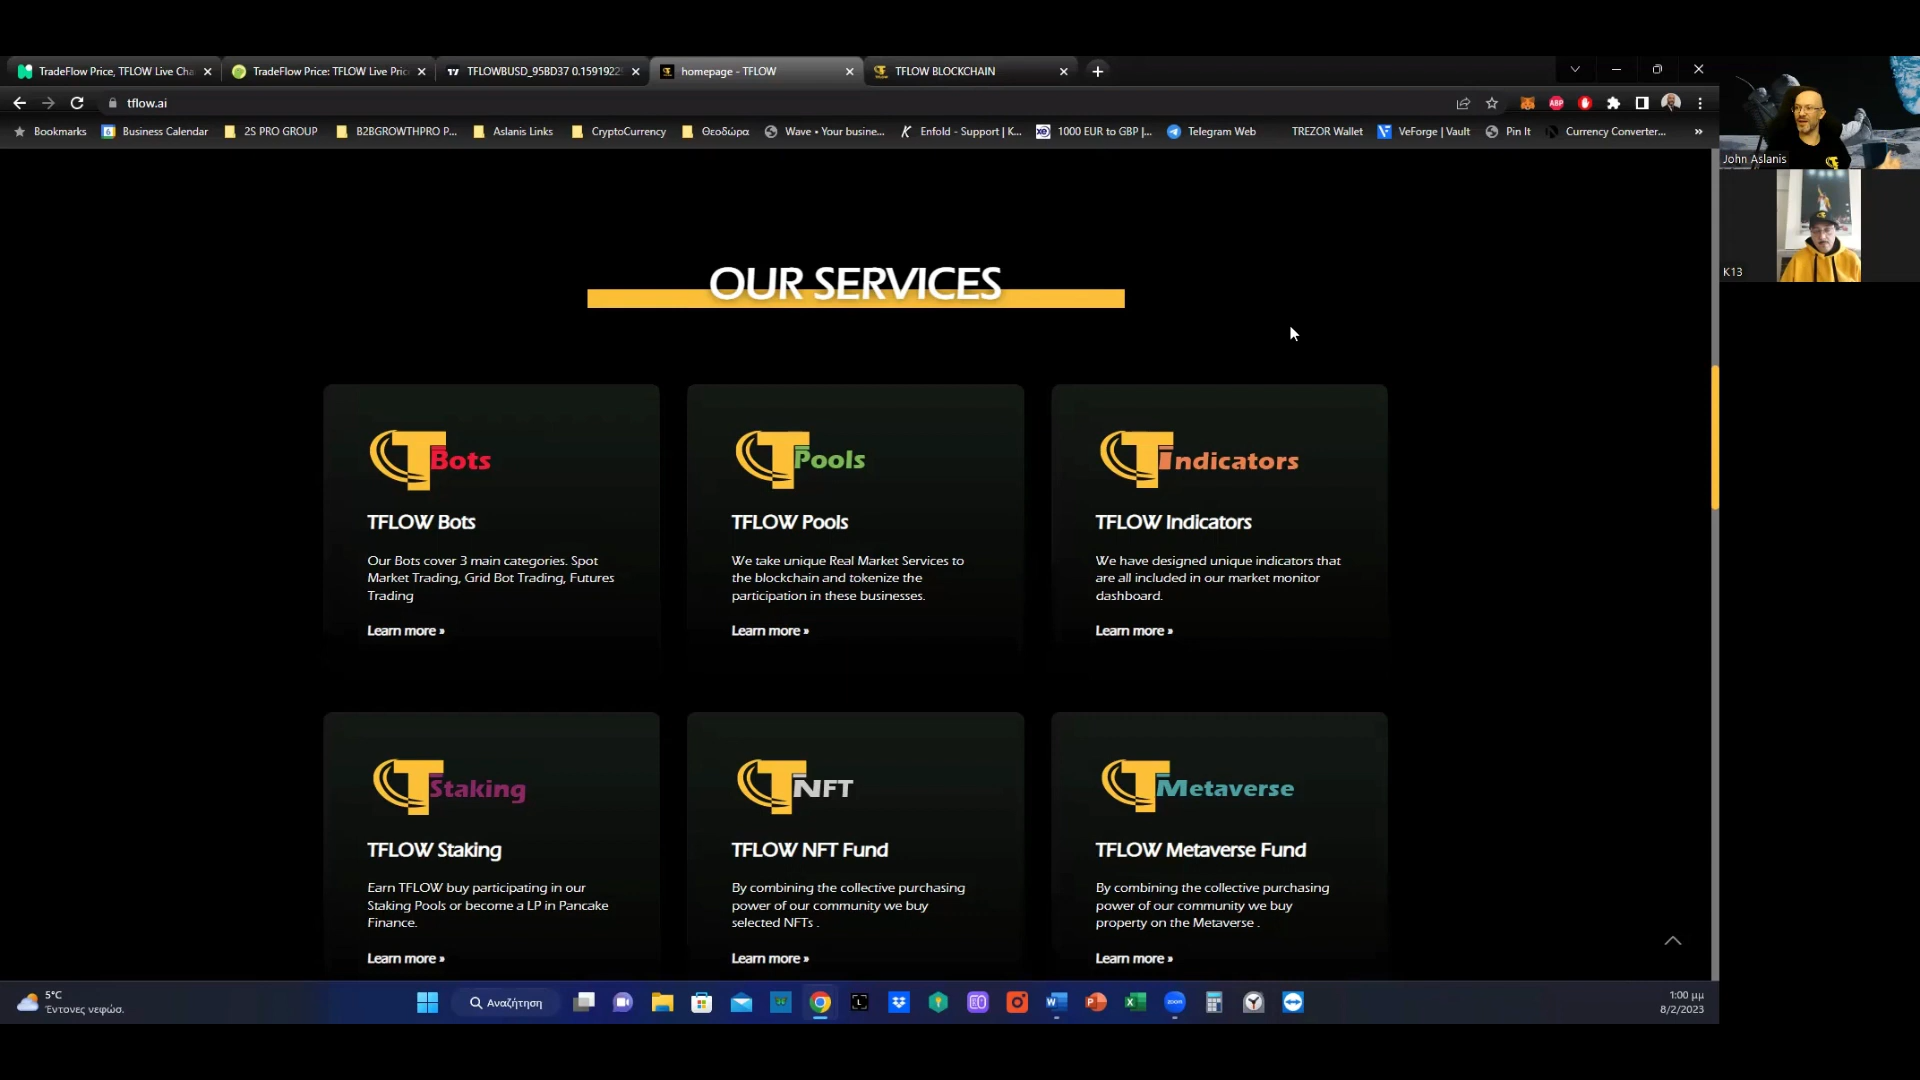 TradeFlow Price, TFLOW Live Cha
TradeFlow Price: TFLOW Live Pric
TFLOWBUSD_95BD37 0.1591922
homepage - TFLOW
TFLOW BLOCKCHAIN
tflow.ai
Bookmarks
Business Calendar
2S PRO GROUP
B2BGROWTHPRO P...
Aslanis Links
CryptoCurrency
Θεοδώρα
Wave • Your busine...
Enfold - Support | K...
1000 EUR to GBP |...
Telegram Web
TREZOR Wallet
VeForge | Vault
Pin It
Currency Converter...
»
John Aslanis
K13
OUR SERVICES
Bots
TFLOW Bots
Our Bots cover 3 main categories. Spot
Market Trading, Grid Bot Trading, Futures
Trading
Learn more »
Pools
TFLOW Pools
We take unique Real Market Services to
the blockchain and tokenize the
participation in these businesses.
Learn more »
Indicators
TFLOW Indicators
We have designed unique indicators that
are all included in our market monitor
dashboard.
Learn more »
Staking
TFLOW Staking
Earn TFLOW buy participating in our
Staking Pools or become a LP in Pancake
Finance.
Learn more »
NFT
TFLOW NFT Fund
By combining the collective purchasing
power of our community we buy
selected NFTs .
Learn more »
Metaverse
TFLOW Metaverse Fund
By combining the collective purchasing
power of our community we buy
property on the Metaverse .
Learn more »
5°C
Έντονες νεφώσ.
Αναζήτηση
1:00 μμ
8/2/2023